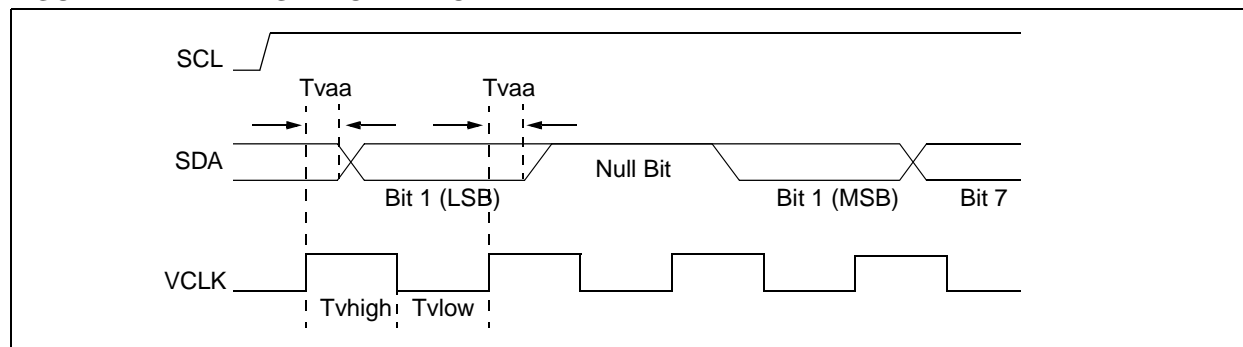 SCL
Tvaa Tvaa
SDA
Null Bit
Bit 1 (LSB) Bit 1 (MSB) Bit 7
VCLK
Tvhigh Tvlow